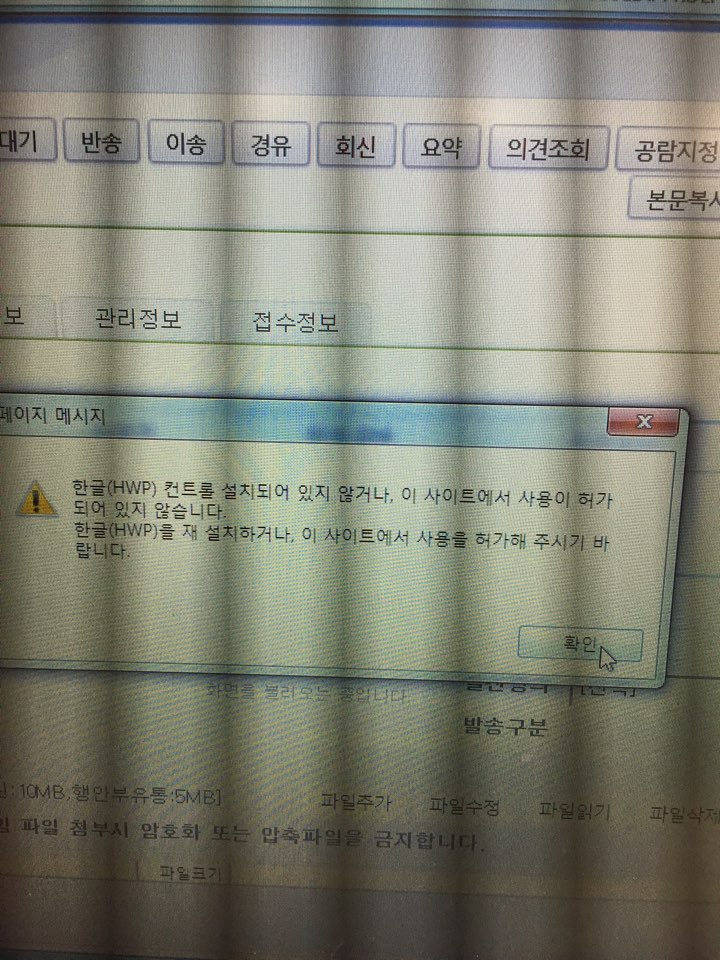 대기 반송 이송 경유 회신 요약 의견조회 공람지정
본문복사
보 관리정보 접수정보
페이지 메시지
한글(HWP) 컨트롤 설치되어 있지 않거나, 이 사이트에서 사용이 허가
되어 있지 않습니다.
한글(HWP)을 재 설치하거나, 이 사이트에서 사용을 허가해 주시기 바
랍니다.
확인
화면을 불러오는 중입니다
발송구분
:10MB,행안부유통:5MB] 파일추가 파일수정 파일읽기 파일삭제
파일 첨부시 암호화 또는 압축파일을 금지합니다.
파일크기